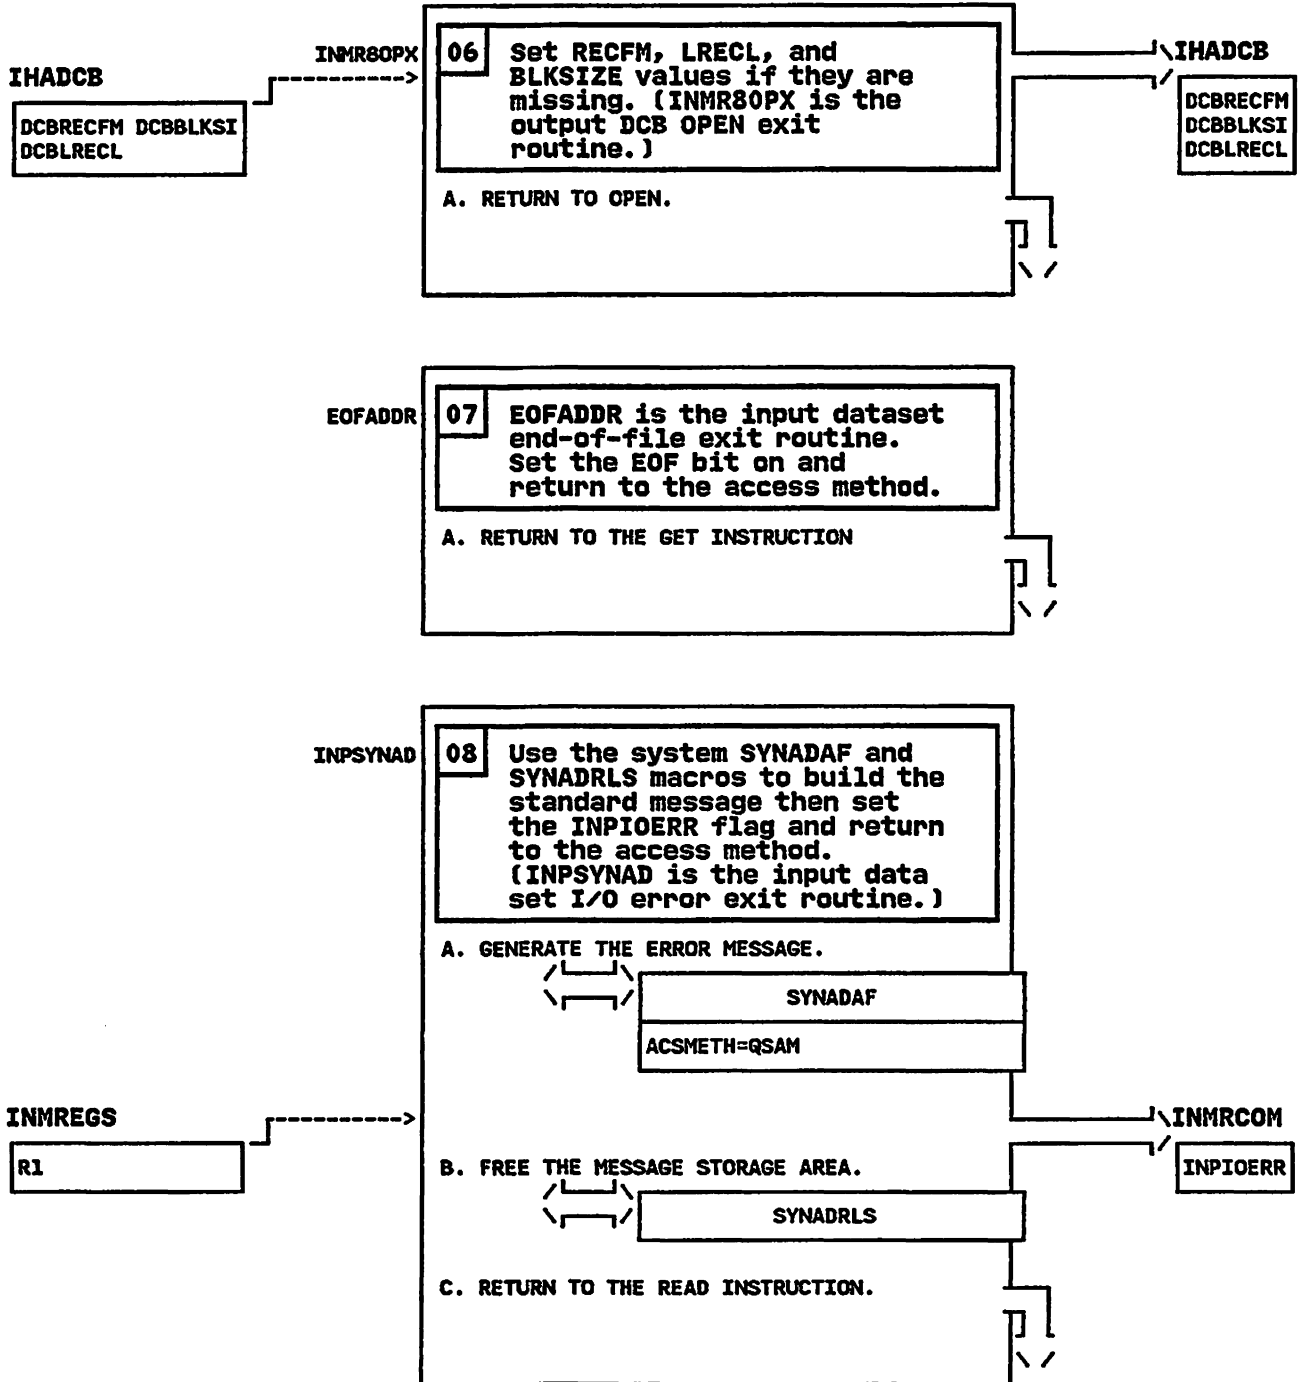 INMR80PX
06
Set RECFM, LRECL, and
BLKSIZE values if they are
missing. (INMR80PX is the
output DCB OPEN exit
routine.)
IHADCB
DCBRECFM DCBBLKSI
DCBLRECL
IHADCB
DCBRECFM
DCBBLKSI
DCBLRECL
A. RETURN TO OPEN.
EOFADDR
07
EOFADDR is the input dataset
end-of-file exit routine.
Set the EOF bit on and
return to the access method.
A. RETURN TO THE GET INSTRUCTION
INPSYNAD
08
Use the system SYNADAF and
SYNADRLS macros to build the
standard message then set
the INPIOERR flag and return
to the access method.
(INPSYNAD is the input data
set I/O error exit routine.)
A. GENERATE THE ERROR MESSAGE.
SYNADAF
ACSMETH=QSAM
INMREGS
R1
INMRCOM
INPIOERR
B. FREE THE MESSAGE STORAGE AREA.
SYNADRLS
C. RETURN TO THE READ INSTRUCTION.